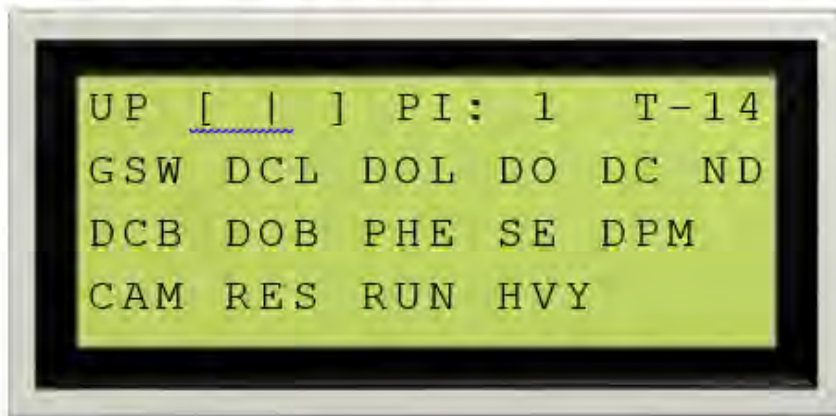 UP [ | ] PI: 1 T-14
GSW DCL DOL DO DC ND
DCB DOB PHE SE DPM
CAM RES RUN HVY